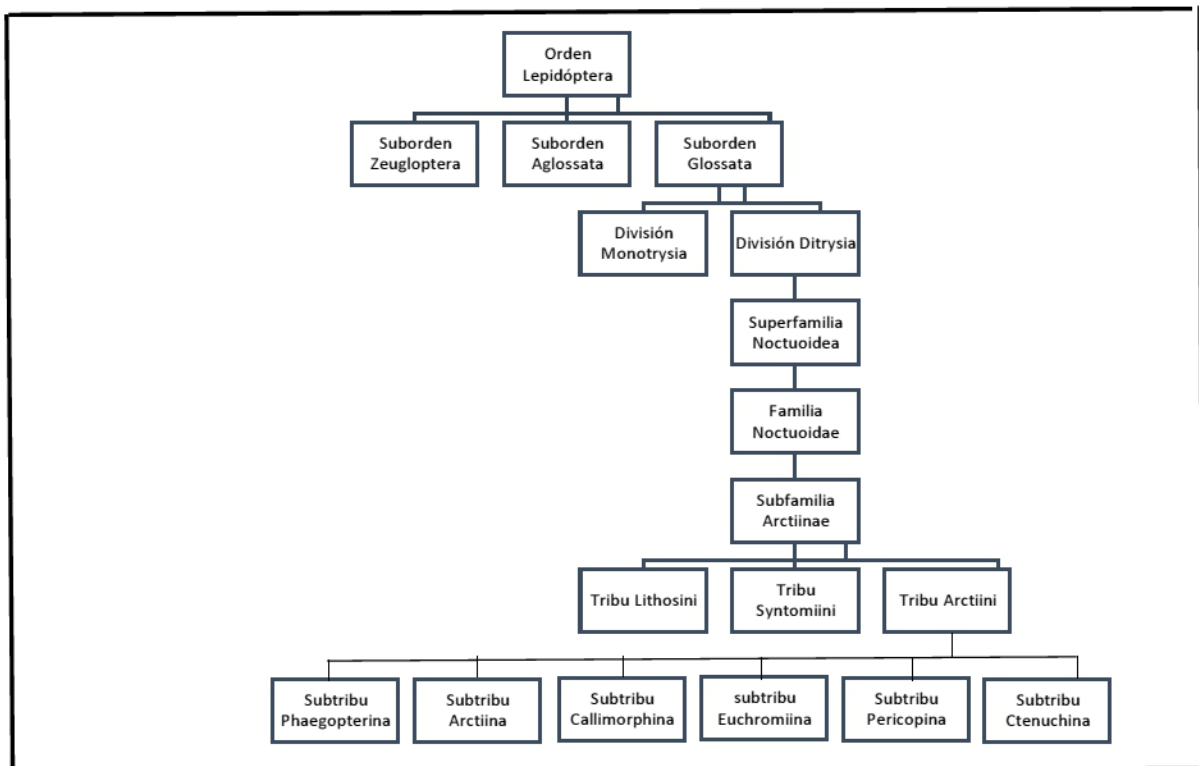 Orden
Lepidóptera
Suborden
Zeugloptera
Suborden
Aglossata
Suborden
Glossata
División
Monotrysia
División Ditrysia
Superfamilia
Noctuoidea
Familia
Noctuoidae
Subfamilia
Arctiinae
Tribu Lithosini
Tribu
Syntomiini
Tribu Arctiini
Subtribu
Phaegopterina
Subtribu
Arctiina
Subtribu
Callimorphina
subtribu
Euchromiina
Subtribu
Pericopina
Subtribu
Ctenuchina